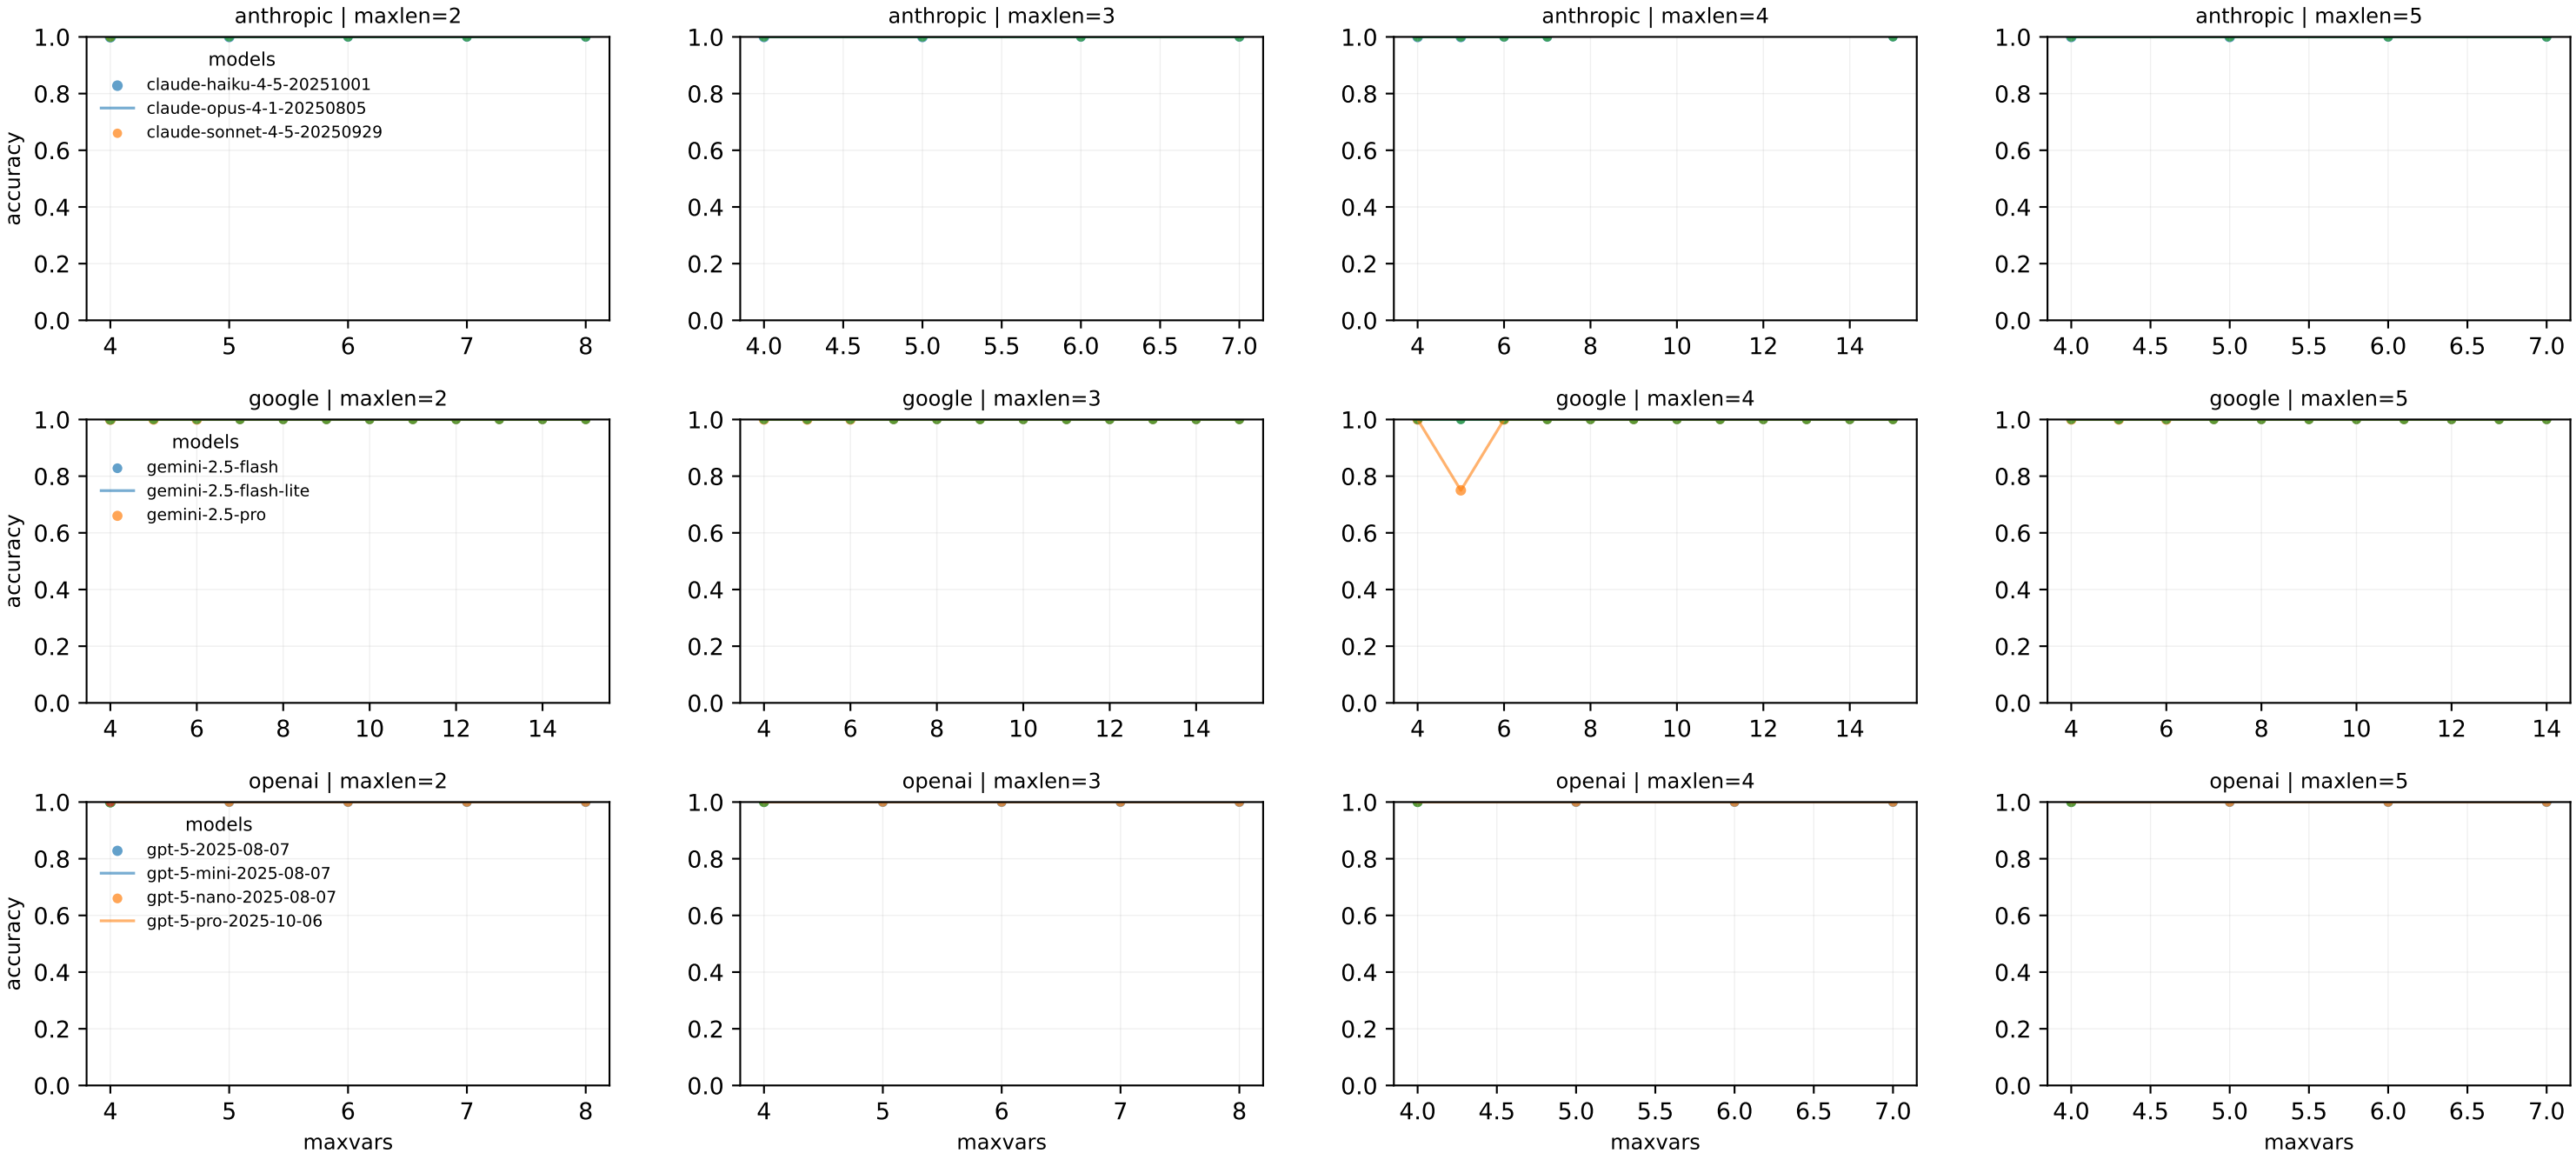 anthropic | maxlen=2
1.0
0.8
0.6
0.4
0.2
0.0
accuracy
models
claude-haiku-4-5-20251001
claude-opus-4-1-20250805
claude-sonnet-4-5-20250929
4 5 6 7 8
anthropic | maxlen=3
1.0
0.8
0.6
0.4
0.2
0.0
4.0 4.5 5.0 5.5 6.0 6.5 7.0
anthropic | maxlen=4
1.0
0.8
0.6
0.4
0.2
0.0
4 6 8 10 12 14
anthropic | maxlen=5
1.0
0.8
0.6
0.4
0.2
0.0
4.0 4.5 5.0 5.5 6.0 6.5 7.0
google | maxlen=2
1.0
0.8
0.6
0.4
0.2
0.0
accuracy
models
gemini-2.5-flash
gemini-2.5-flash-lite
gemini-2.5-pro
4 6 8 10 12 14
google | maxlen=3
1.0
0.8
0.6
0.4
0.2
0.0
4 6 8 10 12 14
google | maxlen=4
1.0
0.8
0.6
0.4
0.2
0.0
4 6 8 10 12 14
google | maxlen=5
1.0
0.8
0.6
0.4
0.2
0.0
4 6 8 10 12 14
openai | maxlen=2
1.0
0.8
0.6
0.4
0.2
0.0
accuracy
models
gpt-5-2025-08-07
gpt-5-mini-2025-08-07
gpt-5-nano-2025-08-07
gpt-5-pro-2025-10-06
4 5 6 7 8
maxvars
openai | maxlen=3
1.0
0.8
0.6
0.4
0.2
0.0
4 5 6 7 8
maxvars
openai | maxlen=4
1.0
0.8
0.6
0.4
0.2
0.0
4.0 4.5 5.0 5.5 6.0 6.5 7.0
maxvars
openai | maxlen=5
1.0
0.8
0.6
0.4
0.2
0.0
4.0 4.5 5.0 5.5 6.0 6.5 7.0
maxvars